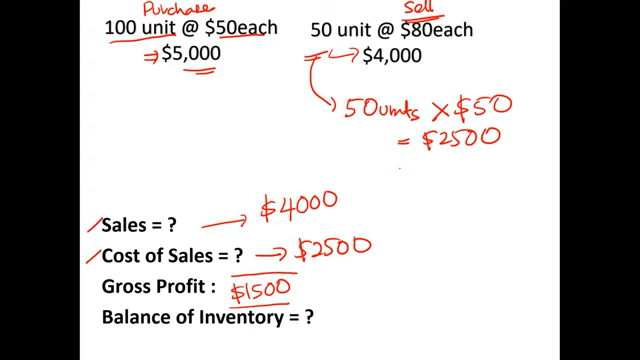 Purchase
Sell
100 unit @ $50each
50 unit @ $80each
⇒ $5,000
→ $4,000
50 units × $50
= $2500
Sales = ? → $4000
Cost of Sales = ? → $2500
Gross Profit : $1500
Balance of Inventory = ?